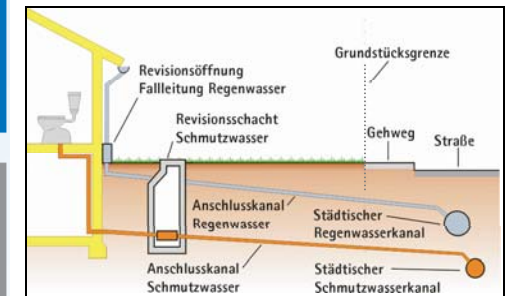 Grundstücksgrenze
Revisionsöffnung
Fallleitung Regenwasser
Revisionsschacht
Schmutzwasser
Gehweg
Straße
Anschlusskanal
Regenwasser
Städtischer
Regenwasserkanal
Anschlusskanal
Schmutzwasser
Städtischer
Schmutzwasserkanal